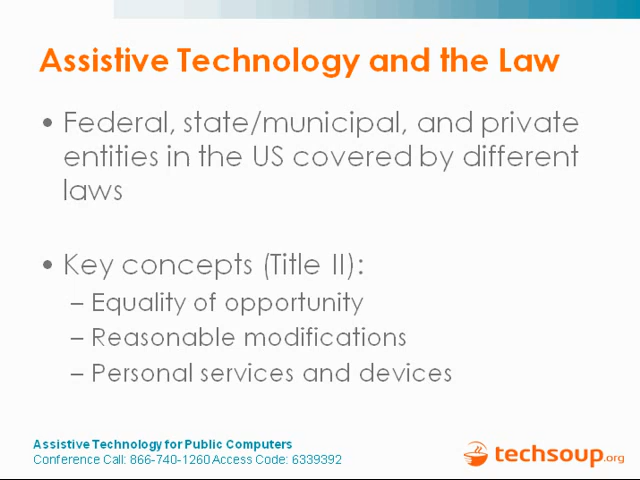 Assistive Technology and the Law
• Federal, state/municipal, and private
entities in the US covered by different
laws
• Key concepts (Title II):
– Equality of opportunity
– Reasonable modifications
– Personal services and devices
Assistive Technology for Public Computers
Conference Call: 866-740-1260 Access Code: 6339392
techsoup.org